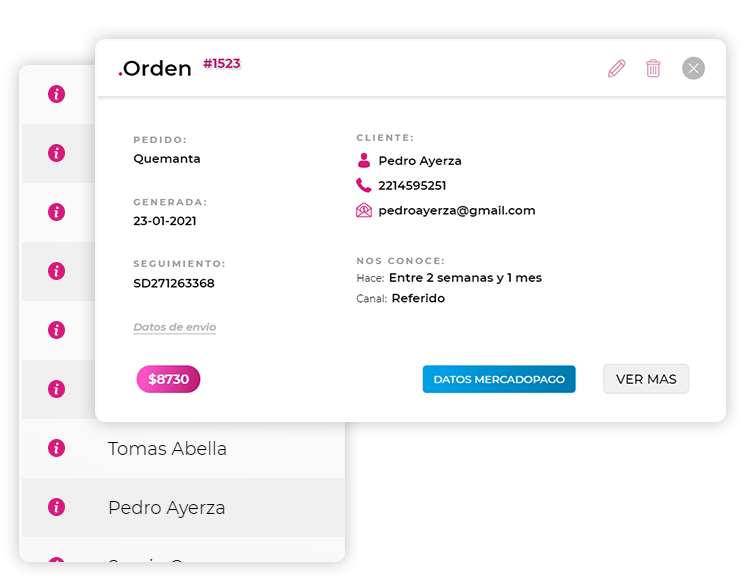 .Orden #1523
PEDIDO:
Quemanta
GENERADA:
23-01-2021
SEGUIMIENTO:
SD271263368
Datos de envio
$8730
CLIENTE:
Pedro Ayerza
2214595251
pedroayerza@gmail.com
NOS CONOCE:
Hace: Entre 2 semanas y 1 mes
Canal: Referido
DATOS MERCADOPAGO
VER MAS
Tomas Abella
Pedro Ayerza